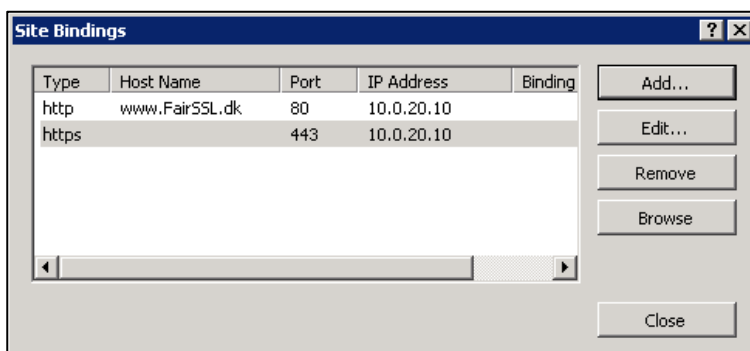 Site Bindings
Type Host Name Port IP Address Binding
http www.FairSSL.dk 80 10.0.20.10
https 443 10.0.20.10
Add...
Edit...
Remove
Browse
Close